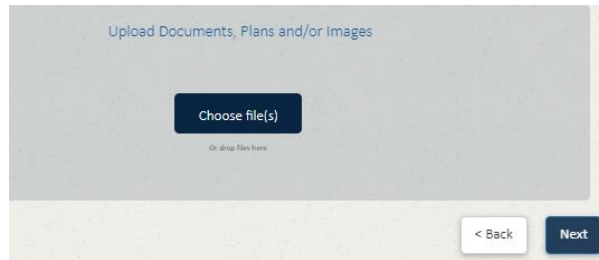 Upload Documents, Plans and/or Images
Choose file(s)
Or drop files here
< Back
Next